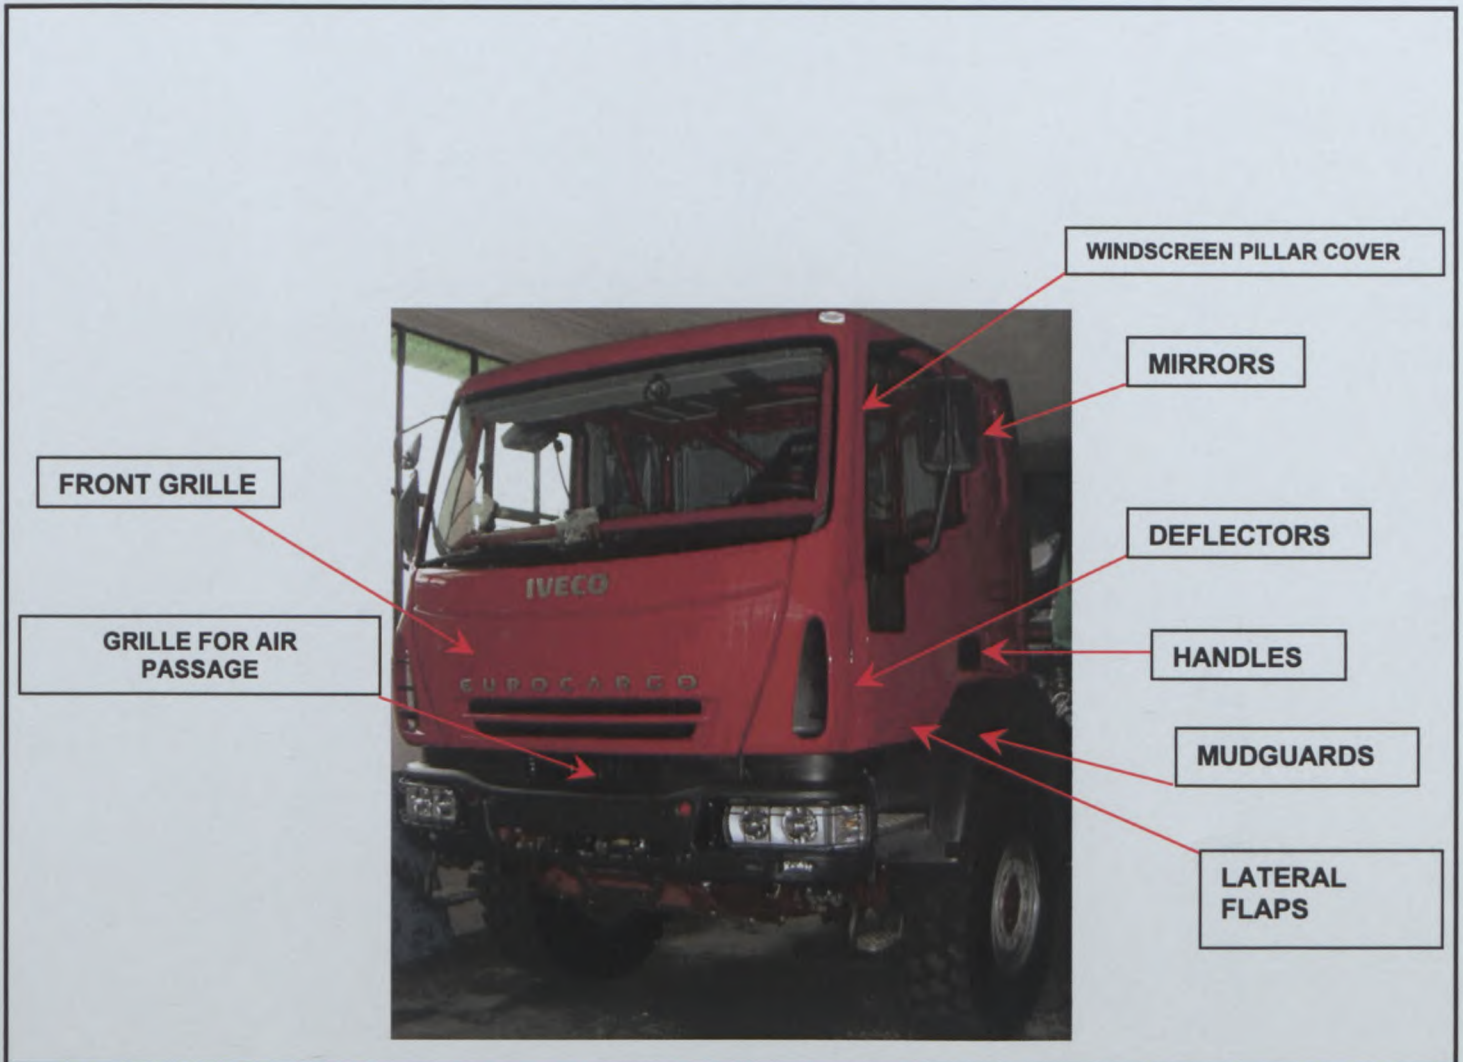 WINDSCREEN PILLAR COVER
MIRRORS
FRONT GRILLE
DEFLECTORS
IVECO
GRILLE FOR AIR
PASSAGE
HANDLES
EUROCARGO
MUDGUARDS
LATERAL
FLAPS